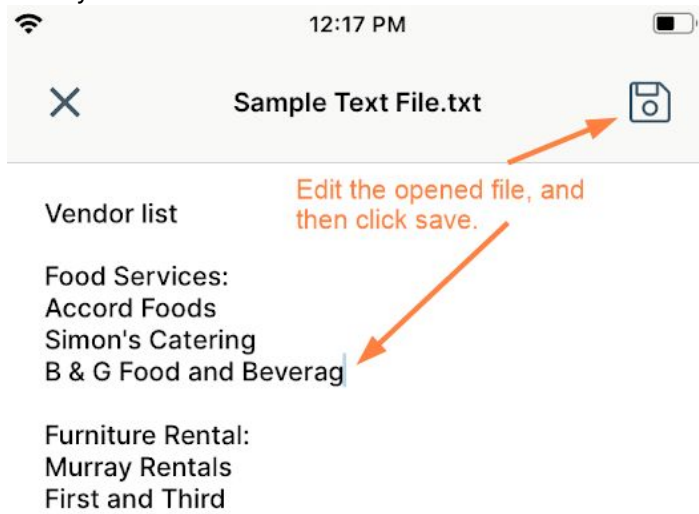 12:17 PM
Sample Text File.txt
Edit the opened file, and
then click save.
Vendor list
Food Services:
Accord Foods
Simon's Catering
B & G Food and Beverag
Furniture Rental:
Murray Rentals
First and Third